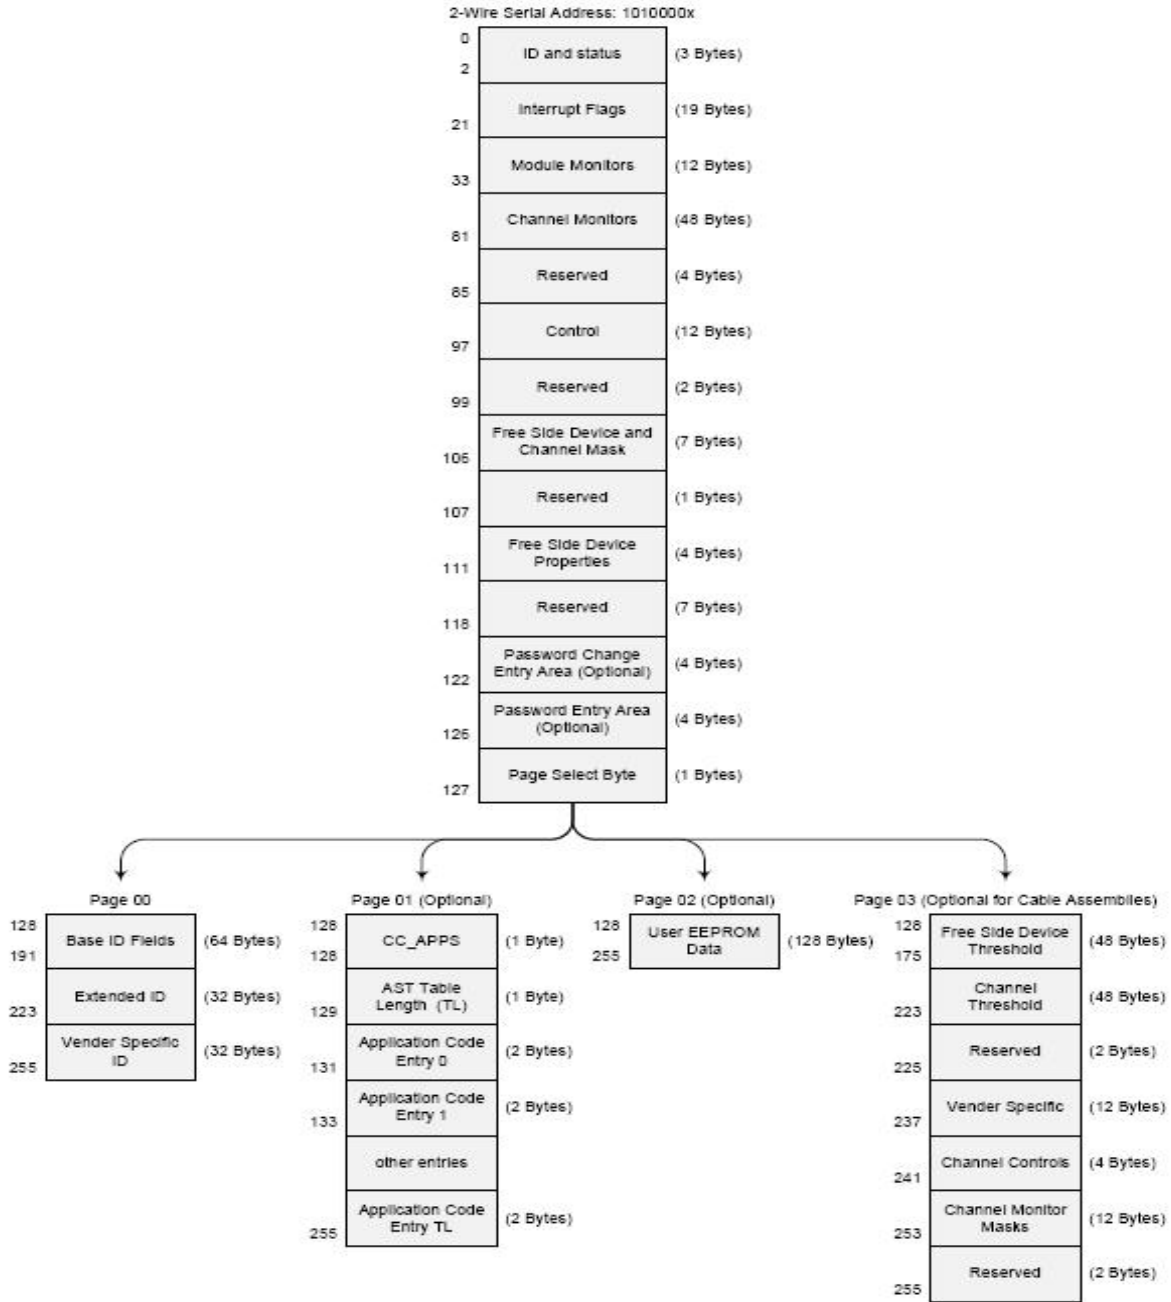 2-Wire Serial Address: 1010000x
0
ID and status (3 Bytes)
2
Interrupt Flags (19 Bytes)
21
Module Monitors (12 Bytes)
33
Channel Monitors (48 Bytes)
81
Reserved (4 Bytes)
85
Control (12 Bytes)
97
Reserved (2 Bytes)
99
Free Side Device and
Channel Mask (7 Bytes)
106
Reserved (1 Bytes)
107
Free Side Device
Properties (4 Bytes)
111
Reserved (7 Bytes)
118
Password Change
Entry Area (Optional) (4 Bytes)
122
Password Entry Area
(Optional) (4 Bytes)
126
Page Select Byte (1 Bytes)
127
Page 00
128
Base ID Fields (64 Bytes)
191
Extended ID (32 Bytes)
223
Vender Specific
ID (32 Bytes)
255
Page 01 (Optional)
128
CC_APPS (1 Byte)
128
AST Table
Length (TL) (1 Byte)
129
Application Code
Entry 0 (2 Bytes)
131
Application Code
Entry 1 (2 Bytes)
133
other entries
Application Code
Entry TL (2 Bytes)
255
Page 02 (Optional)
128
User EEPROM
Data (128 Bytes)
255
Page 03 (Optional for Cable Assemblies)
128
Free Side Device
Threshold (48 Bytes)
175
Channel
Threshold (48 Bytes)
223
Reserved (2 Bytes)
225
Vender Specific (12 Bytes)
237
Channel Controls (4 Bytes)
241
Channel Monitor
Masks (12 Bytes)
253
Reserved (2 Bytes)
255